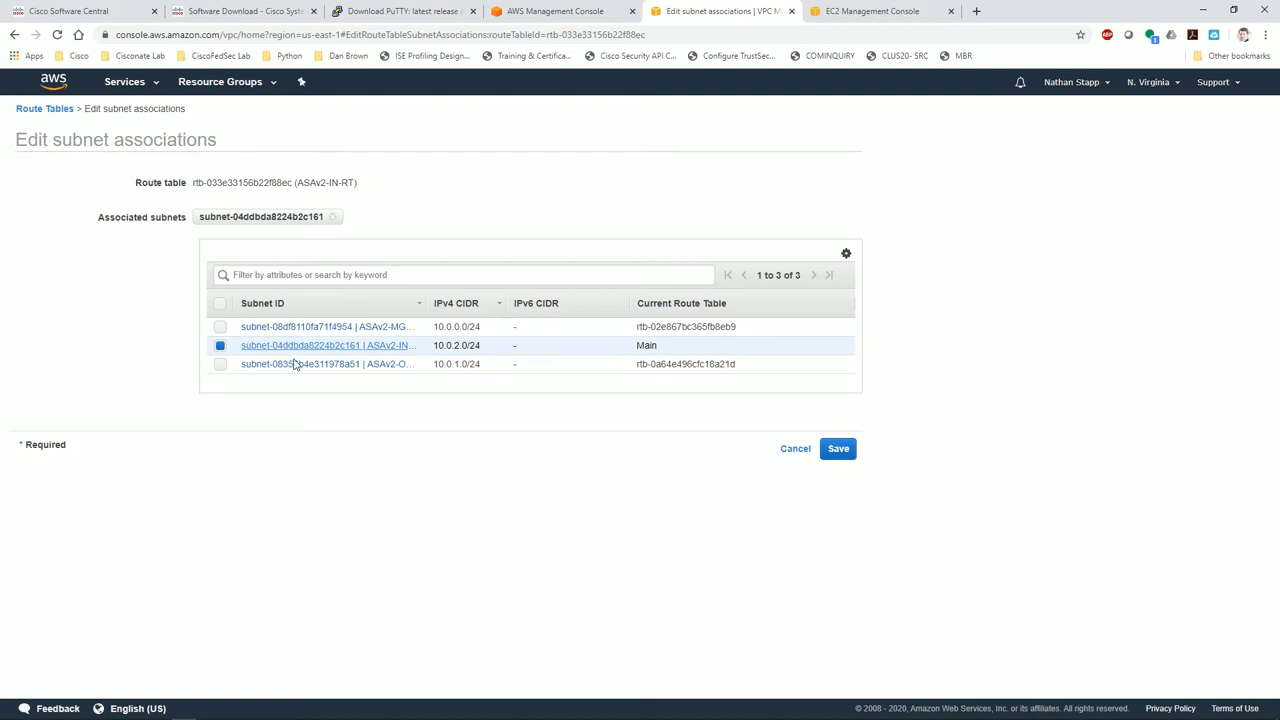 Cisco Software Central
Software Download - Cisco Syste
Download PuTTY: latest release
AWS Management Console
Edit subnet associations | VPC M
EC2 Management Console
console.aws.amazon.com/vpc/home?region=us-east-1#EditRouteTableSubnetAssociations:routeTableId=rtb-033e33156b22f88ec
Apps Cisco Cisconate Lab CiscoFedSec Lab Python Dan Brown ISE Profiling Design... Training & Certifica... Cisco Security API C... Configure TrustSec... COMINQUIRY CLUS20- SRC MBR Other bookmarks
aws Services Resource Groups Nathan Stapp N. Virginia Support
Route Tables > Edit subnet associations
Edit subnet associations
Route table rtb-033e33156b22f88ec (ASAv2-IN-RT)
Associated subnets subnet-04ddbda8224b2c161
Filter by attributes or search by keyword 1 to 3 of 3
Subnet ID IPv4 CIDR IPv6 CIDR Current Route Table
subnet-08df8110fa71f4954 | ASAv2-MG... 10.0.0.0/24 - rtb-02e867bc365fb8eb9
subnet-04ddbda8224b2c161 | ASAv2-IN... 10.0.2.0/24 - Main
ASAv2-O... 10.0.1.0/24 - rtb-0a64e496cfc18a21d
* Required
Cancel Save
Feedback English (US) © 2008 - 2020, Amazon Web Services, Inc. or its affiliates. All rights reserved. Privacy Policy Terms of Use